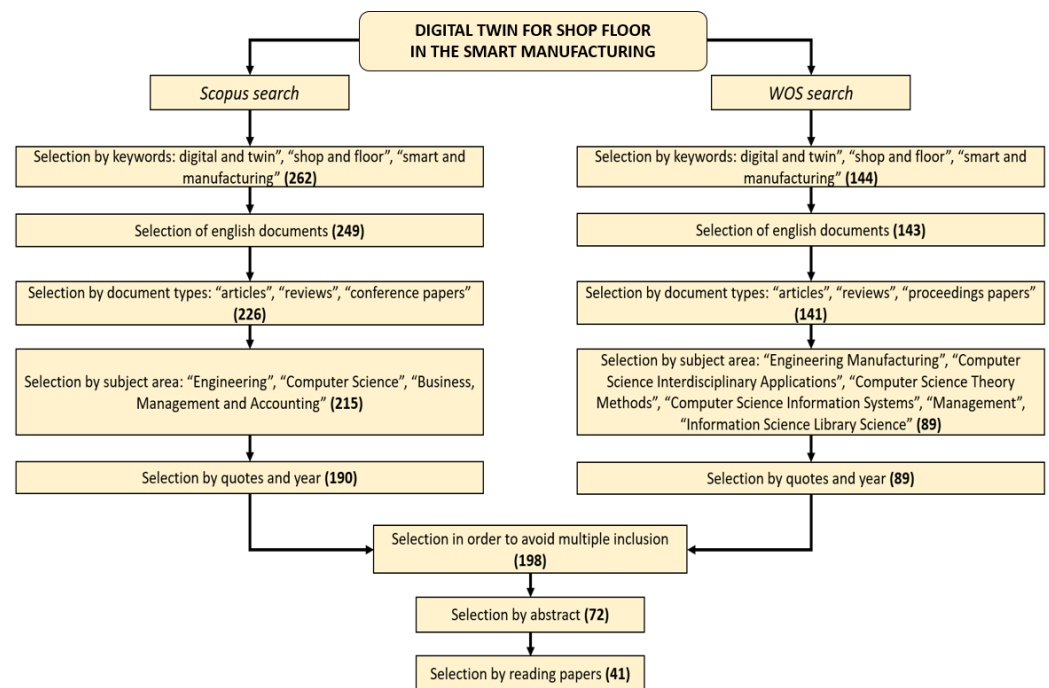 DIGITAL TWIN FOR SHOP FLOOR
IN THE SMART MANUFACTURING
Scopus search
WOS search
Selection by keywords: digital and twin”, “shop and floor”, “smart and
manufacturing” (262)
Selection by keywords: digital and twin”, “shop and floor”, “smart and
manufacturing” (144)
Selection of english documents (249)
Selection of english documents (143)
Selection by document types: “articles”, “reviews”, “conference papers”
(226)
Selection by document types: “articles”, “reviews”, “proceedings papers”
(141)
Selection by subject area: “Engineering”, “Computer Science”, “Business,
Management and Accounting” (215)
Selection by subject area: “Engineering Manufacturing”, “Computer
Science Interdisciplinary Applications”, “Computer Science Theory
Methods”, “Computer Science Information Systems”, “Management”,
“Information Science Library Science” (89)
Selection by quotes and year (190)
Selection by quotes and year (89)
Selection in order to avoid multiple inclusion
(198)
Selection by abstract (72)
Selection by reading papers (41)